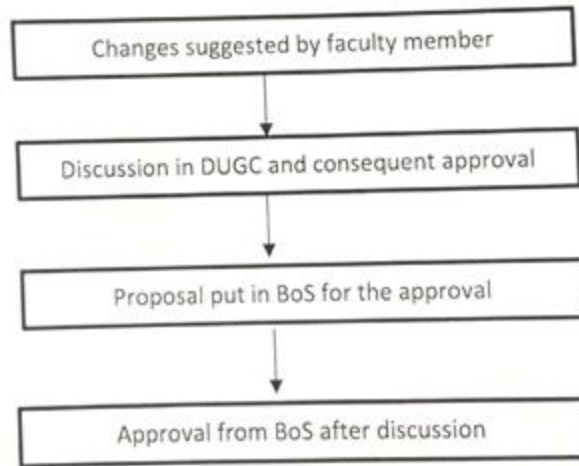 Changes suggested by faculty member
Discussion in DUGC and consequent approval
Proposal put in BoS for the approval
Approval from BoS after discussion